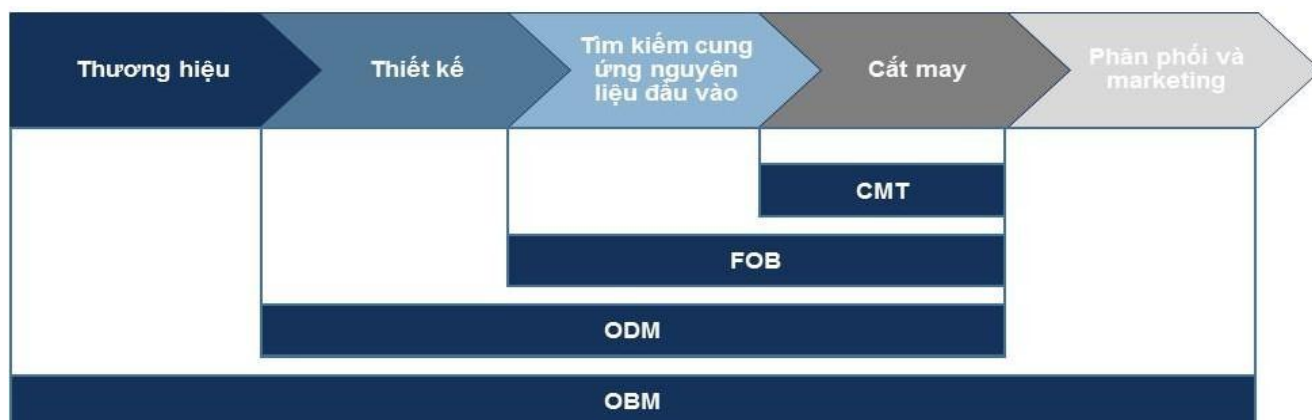 Thương hiệu
Thiết kế
Tìm kiếm cung
ứng nguyên
liệu đầu vào
Cắt may
Phân phối và
marketing
CMT
FOB
ODM
OBM